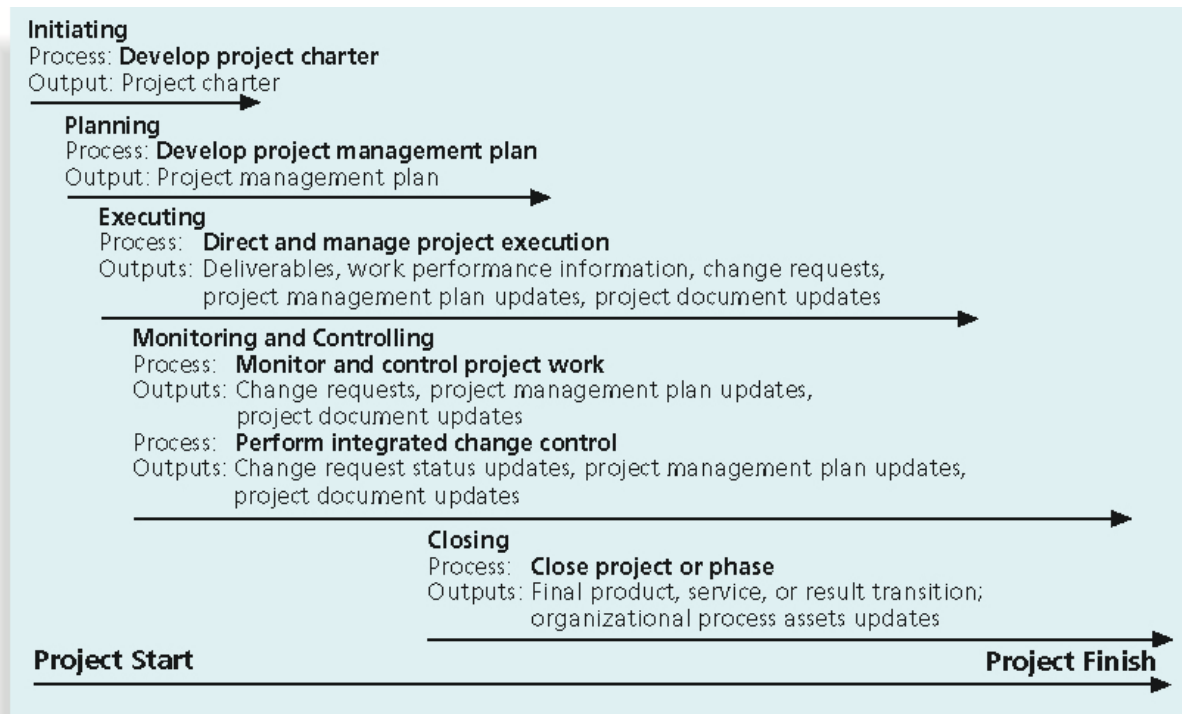 Initiating
Process: Develop project charter
Output: Project charter
Planning
Process: Develop project management plan
Output: Project management plan
Executing
Process: Direct and manage project execution
Outputs: Deliverables, work performance information, change requests,
project management plan updates, project document updates
Monitoring and Controlling
Process: Monitor and control project work
Outputs: Change requests, project management plan updates,
project document updates
Process: Perform integrated change control
Outputs: Change request status updates, project management plan updates,
project document updates
Closing
Process: Close project or phase
Outputs: Final product, service, or result transition;
organizational process assets updates
Project Start Project Finish